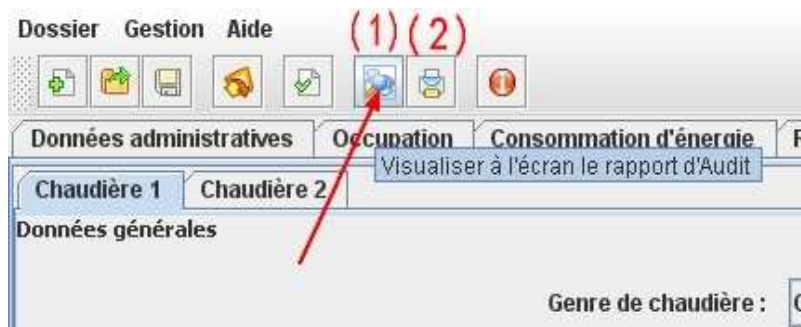 Dossier Gestion Aide (1) (2)
Données administratives Occupation Consommation d'énergie
Visualiser à l'écran le rapport d'Audit
Chaudière 1 Chaudière 2
Données générales
Genre de chaudière :